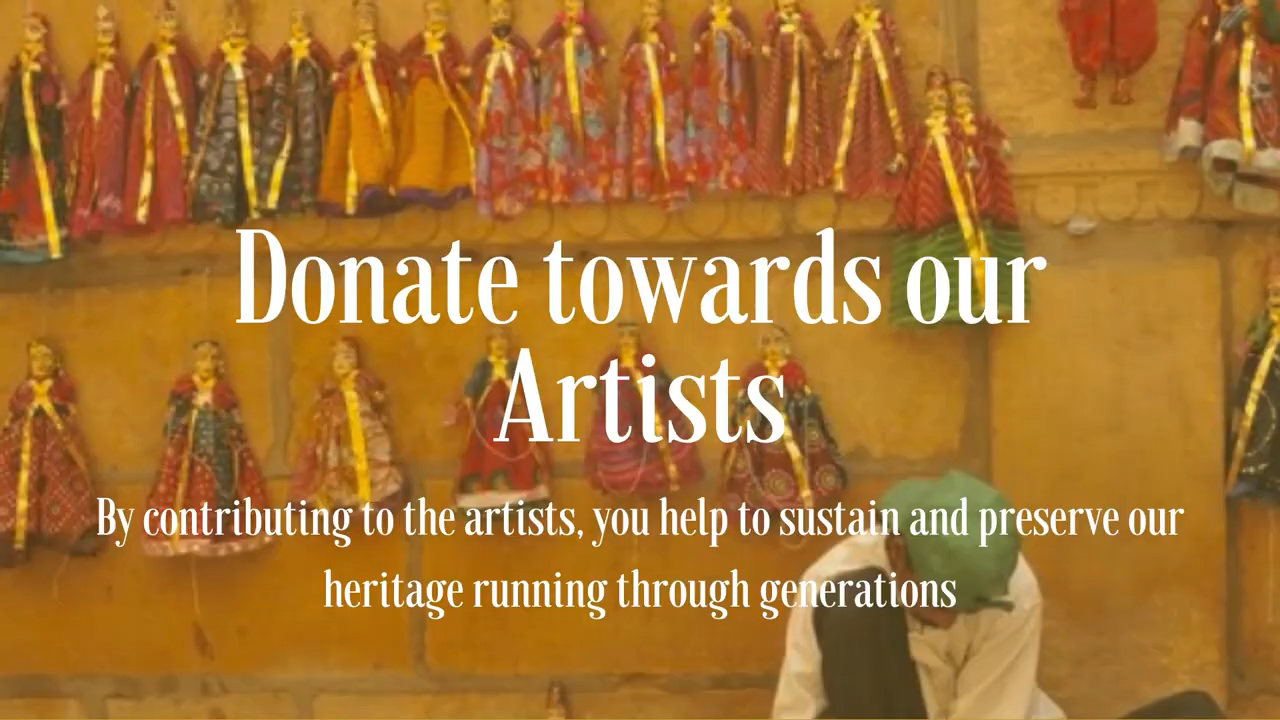 Donate towards our
Artists
By contributing to the artists, you help to sustain and preserve our
heritage running through generations